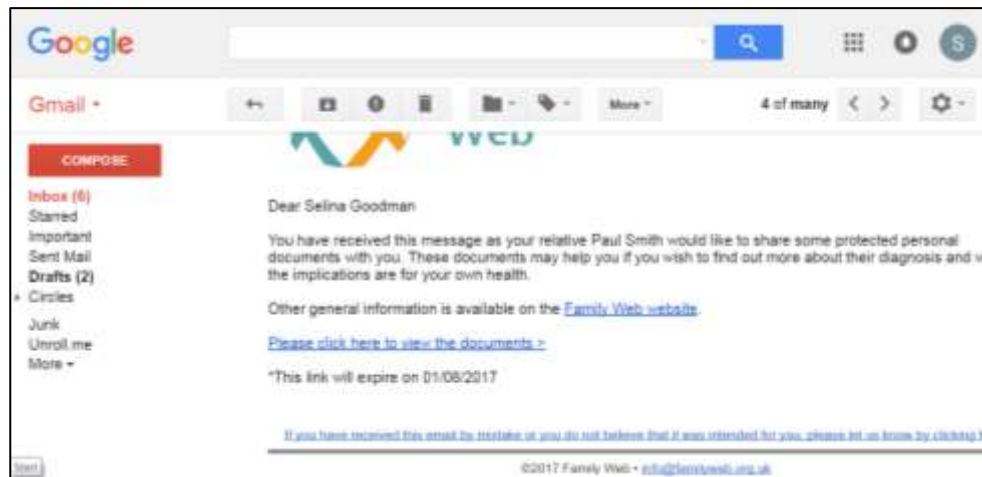 Google
S
Gmail
More
4 of many
COMPOSE
Web
Inbox (6)
Starred
Important
Sent Mail
Drafts (2)
Circles
Junk
Unroll.me
More
Dear Selina Goodman
You have received this message as your relative Paul Smith would like to share some protected personal
documents with you. These documents may help you if you wish to find out more about their diagnosis and
the implications are for your own health.
Other general information is available on the Family Web website.
Please click here to view the documents >
*This link will expire on 01/08/2017
If you have received this email by mistake or you do not believe that it was intended for you, please let us know by clicking
©2017 Family Web • info@familyweb.org.uk
Start